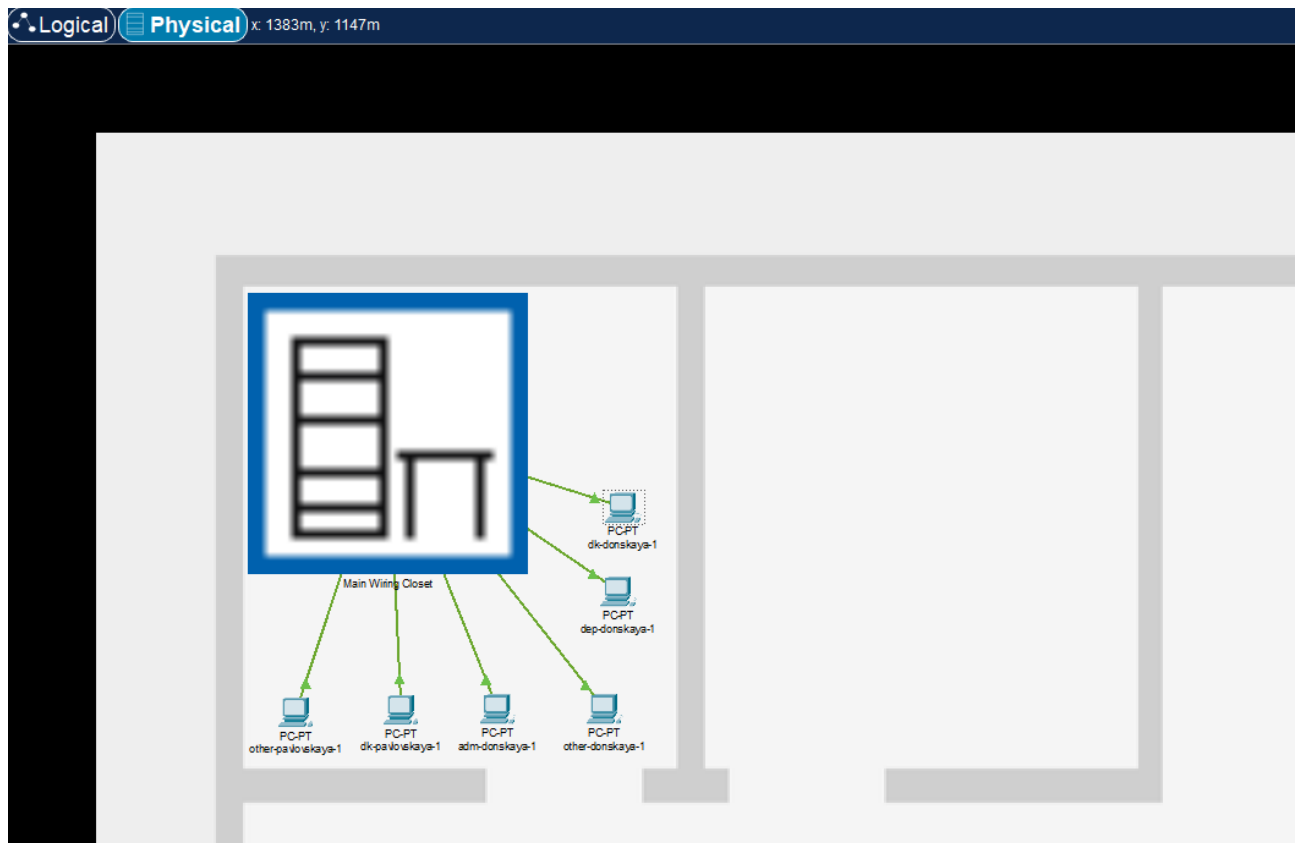 Logical Physical x: 1383m, y: 1147m
PC-PT
dk-donskaya-1
Main Wiring Closet
PC-PT
dep-donskaya-1
PC-PT
other-pavlovskaya-1
PC-PT
dk-pavlovskaya-1
PC-PT
adm-donskaya-1
PC-PT
other-donskaya-1